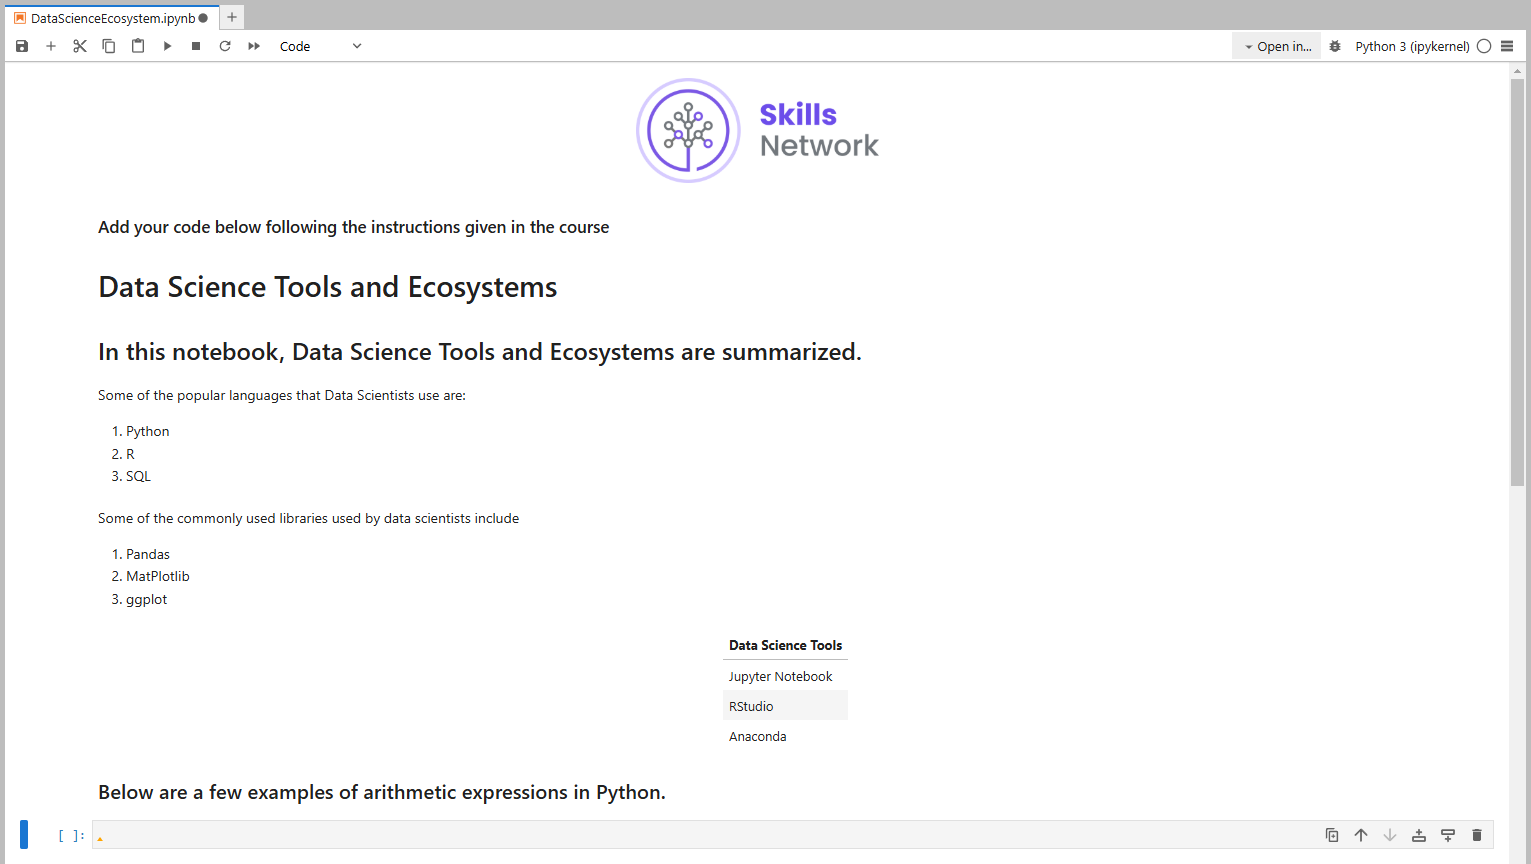 DataScienceEcosystem.ipynb
Code
Open in...
Python 3 (ipykernel)
Skills
Network
Add your code below following the instructions given in the course
Data Science Tools and Ecosystems
In this notebook, Data Science Tools and Ecosystems are summarized.
Some of the popular languages that Data Scientists use are:
1. Python
2. R
3. SQL
Some of the commonly used libraries used by data scientists include
1. Pandas
2. MatPlotlib
3. ggplot
Data Science Tools
Jupyter Notebook
RStudio
Anaconda
Below are a few examples of arithmetic expressions in Python.
[ ]: